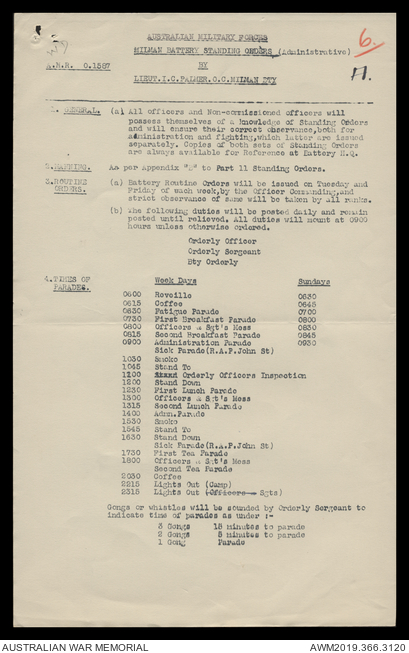 AUSTRALIAN MILITARY FORCES
MILMAN BATTERY STANDING ORDERS (Administrative)
6.
A.R.R. 0.1587
BY
LIEUT.I.C.PALMER.O.C.MILMAN BTY
1. GENERAL. (a) All officers and Non-commissioned officers will
possess themselves of a knowledge of Standing Orders
and will ensure their correct observance,both for
administration and fighting,which latter are issued
separately. Copies of both sets of Standing Orders
are always available for Reference at Battery H.Q.
2.MANNING. As per Appendix "B" to Part 11 Standing Orders.
3.ROUTINE (a) Battery Routine Orders will be issued on Tuesday and
ORDERS. Friday of each week,by the Officer Commanding,and
strict observance of same will be taken by all ranks.
(b) The following duties will be posted daily and remain
posted until relieved. All duties will mount at 0900
hours unless otherwise ordered.
Orderly Officer
Orderly Sergeant
Bty Orderly
4.TIMES OF Week Days Sundays
PARADES.
0600 Reveille 0630
0615 Coffee 0645
0630 Fatigue Parade 0700
0730 First Breakfast Parade 0800
0800 Officers & Sgt's Mess 0830
0815 Second Breakfast Parade 0845
0900 Administration Parade 0930
Sick Parade(R.A.P.John St)
1030 Smoko
1045 Stand To
1100 Orderly Officers Inspection
1200 Stand Down
1230 First Lunch Parade
1300 Officers & Sgt's Mess
1315 Second Lunch Parade
1400 Admn.Parade
1530 Smoko
1545 Stand To
1630 Stand Down
Sick Parade(R.A.P.John St)
1730 First Tea Parade
1800 Officers & Sgt's Mess
Second Tea Parade
2030 Coffee
2215 Lights Out (Camp)
2315 Lights Out (Officers - Sgts)
Gongs or whistles will be sounded by Orderly Sergeant to
indicate time of parades as under :-
3 Gongs 15 minutes to parade
2 Gongs 5 minutes to parade
1 Gong Parade
AUSTRALIAN WAR MEMORIAL AWM2019.366.3120